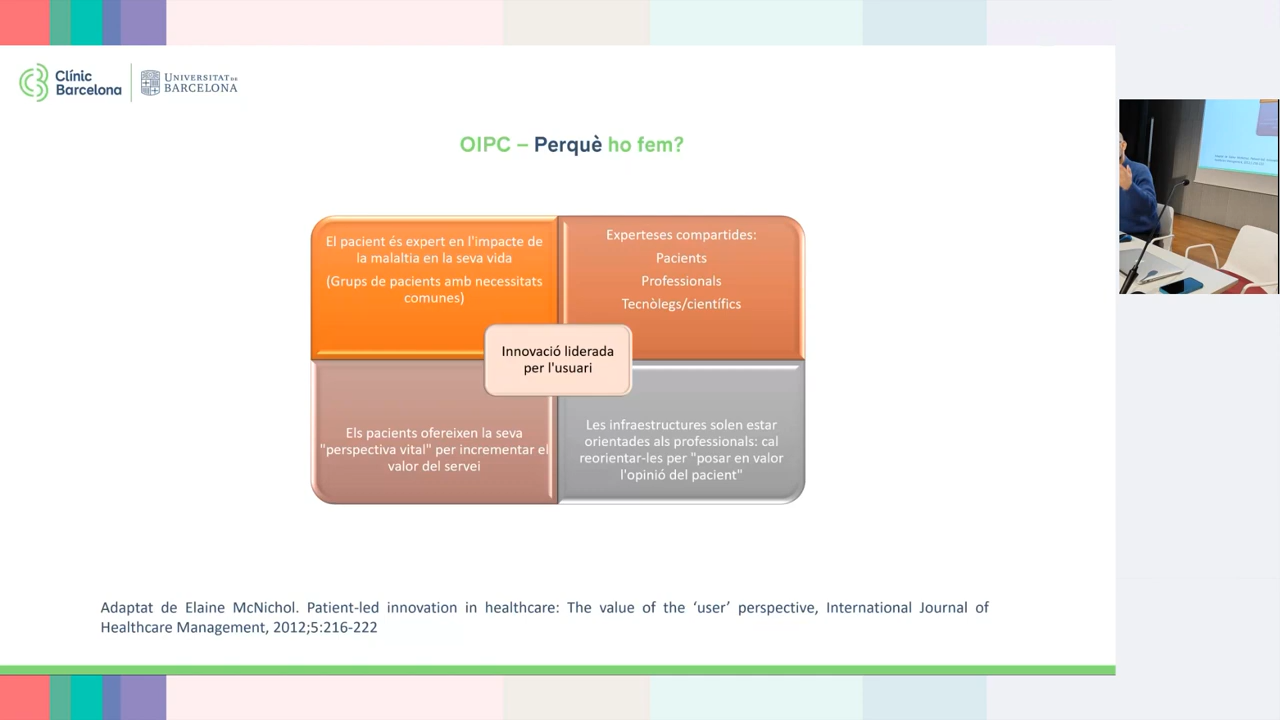 Clínic
Barcelona
UNIVERSITAT DE
BARCELONA
OIPC – Perquè ho fem?
El pacient és expert en l'impacte de
la malaltia en la seva vida
(Grups de pacients amb necessitats
comunes)
Experteses compartides:
Pacients
Professionals
Tecnòlegs/científics
Innovació liderada
per l'usuari
Els pacients ofereixen la seva
"perspectiva vital" per incrementar el
valor del servei
Les infraestructures solen estar
orientades als professionals: cal
reorientar-les per "posar en valor
l'opinió del pacient"
Adaptat de Elaine McNichol. Patient-led innovation in healthcare: The value of the ‘user’ perspective, International Journal of
Healthcare Management, 2012;5:216-222